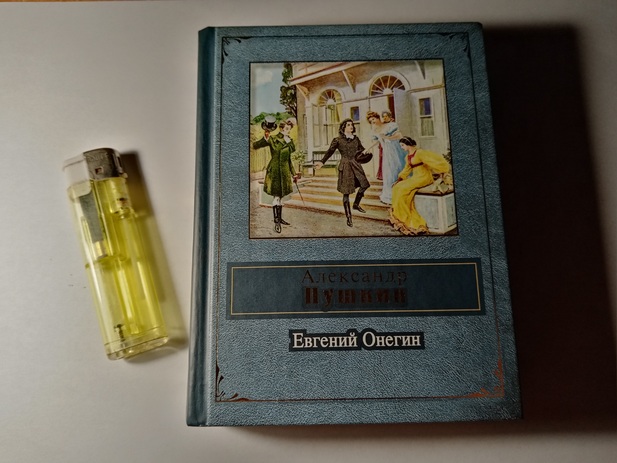 Александр
Пушкин
Евгений Онегин